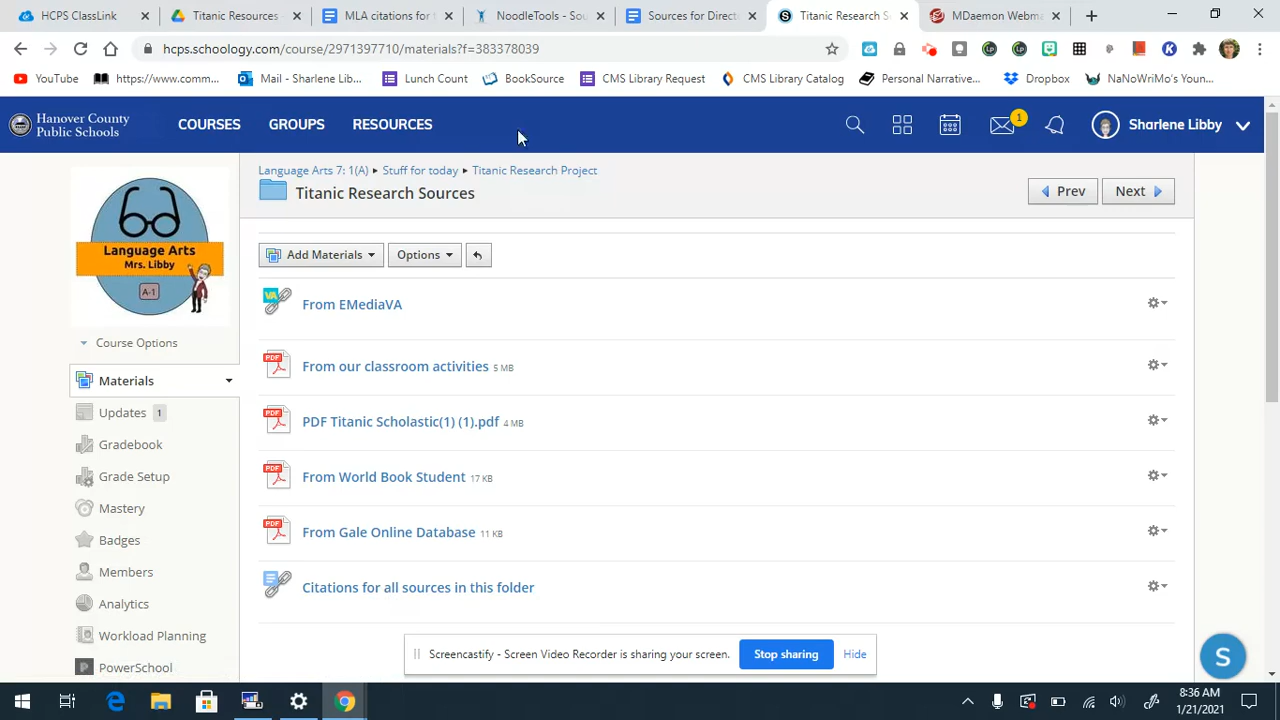 HCPS ClassLink
Titanic Resources -
MLA citations for t
NoodleTools - Sou
Sources for Direct
Titanic Research S
MDaemon Webma
hcps.schoology.com/course/2971397710/materials?f=383378039
YouTube
https://www.comm...
Mail - Sharlene Lib...
Lunch Count
BookSource
CMS Library Request
CMS Library Catalog
Personal Narrative...
Dropbox
NaNoWriMo's Youn...
Hanover County
Public Schools
COURSES
GROUPS
RESOURCES
1
Sharlene Libby
Language Arts 7: 1(A) ▸ Stuff for today ▸ Titanic Research Project
Titanic Research Sources
Prev
Next
Language Arts
Mrs. Libby
A-1
Add Materials
Options
Course Options
Materials
Updates 1
Gradebook
Grade Setup
Mastery
Badges
Members
Analytics
Workload Planning
PowerSchool
VA
From EMediaVA
PDF
From our classroom activities 5 MB
PDF
PDF Titanic Scholastic(1) (1).pdf 4 MB
PDF
From World Book Student 17 KB
PDF
From Gale Online Database 11 KB
Citations for all sources in this folder
Screencastify - Screen Video Recorder is sharing your screen.
Stop sharing
Hide
S
8:36 AM
1/21/2021